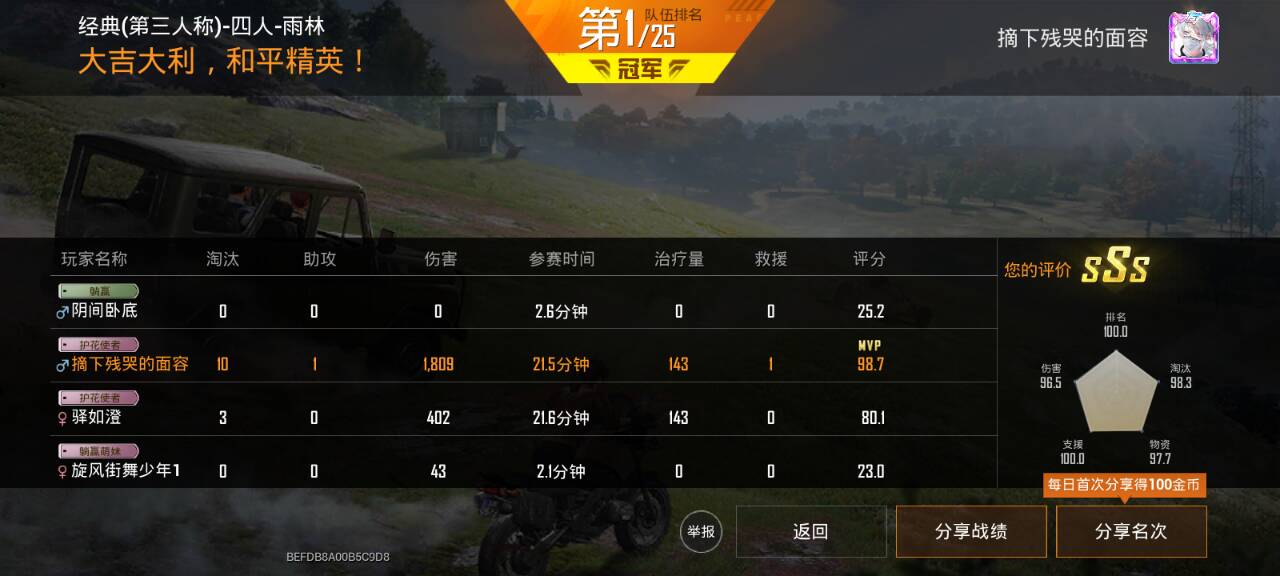 经典(第三人称)-四人-雨林
大吉大利，和平精英！
第1/25
队伍排名
PEA
冠军
摘下残哭的面容
玩家名称 淘汰 助攻 伤害 参赛时间 治疗量 救援 评分
躺赢
阴间卧底 0 0 0 2.6分钟 0 0 25.2
护花使者
MVP
摘下残哭的面容 10 1 1,809 21.5分钟 143 1 98.7
护花使者
驿如澄 3 0 402 21.6分钟 143 0 80.1
躺赢萌妹
旋风街舞少年1 0 0 43 2.1分钟 0 0 23.0
您的评价 SSS
排名
100.0
伤害
96.5
淘汰
98.3
支援
100.0
物资
97.7
每日首次分享得100金币
举报
返回
分享战绩
分享名次
BEFDB8A00B5C9D8